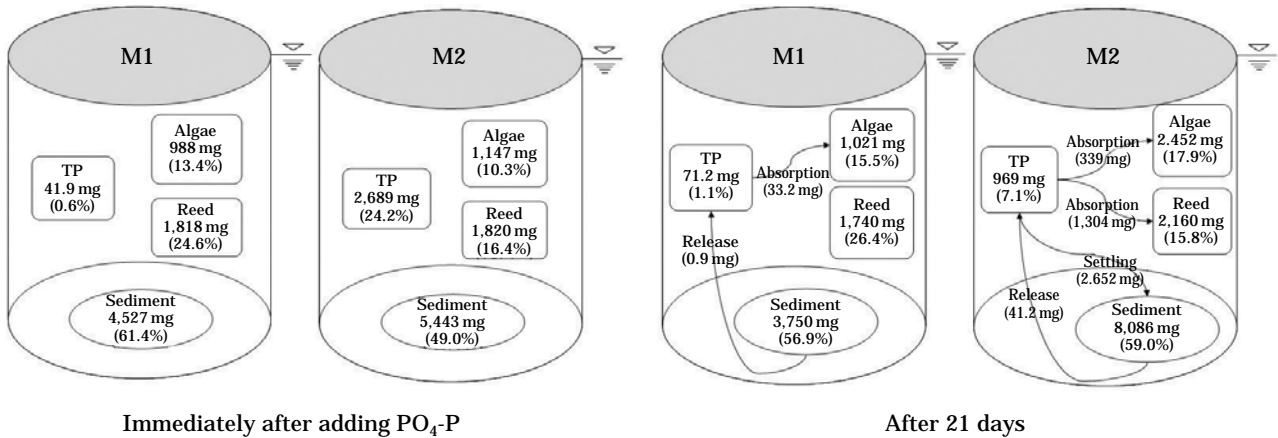 M1
Algae
988 mg
(13.4%)
TP
41.9 mg
(0.6%)
Reed
1,818 mg
(24.6%)
Sediment
4,527 mg
(61.4%)
M2
Algae
1,147 mg
(10.3%)
TP
2,689 mg
(24.2%)
Reed
1,820 mg
(16.4%)
Sediment
5,443 mg
(49.0%)
Immediately after adding PO₄-P
M1
Algae
1,021 mg
(15.5%)
TP
71.2 mg
(1.1%)
Absorption
(33.2 mg)
Reed
1,740 mg
(26.4%)
Release
(0.9 mg)
Sediment
3,750 mg
(56.9%)
M2
Algae
2.452 mg
(17.9%)
Absorption
(339 mg)
TP
969 mg
(7.1%)
Reed
2,160 mg
(15.8%)
Absorption
(1,304 mg)
Settling
(2.652 mg)
Release
(41.2 mg)
Sediment
8,086 mg
(59.0%)
After 21 days